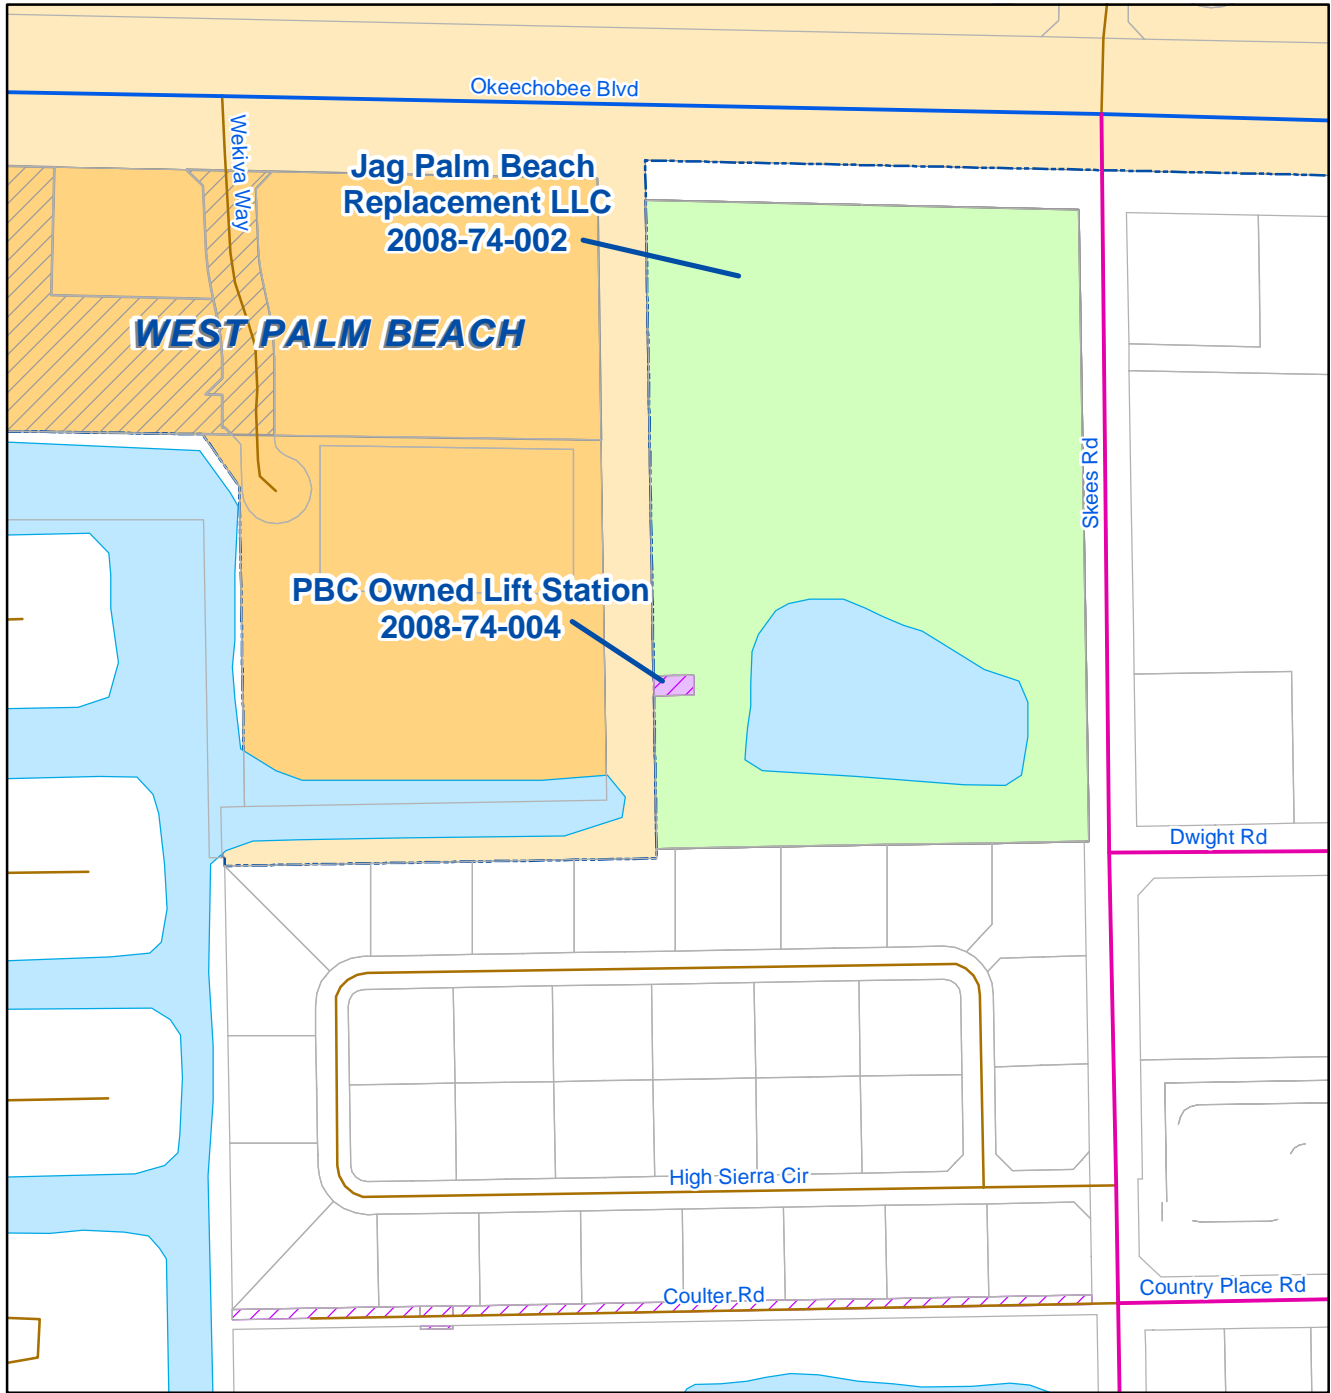 Okeechobee Blvd
Wekiva Way
Jag Palm Beach
Replacement LLC
2008-74-002
WEST PALM BEACH
Skees Rd
PBC Owned Lift Station
2008-74-004
Dwight Rd
High Sierra Cir
Coulter Rd
Country Place Rd